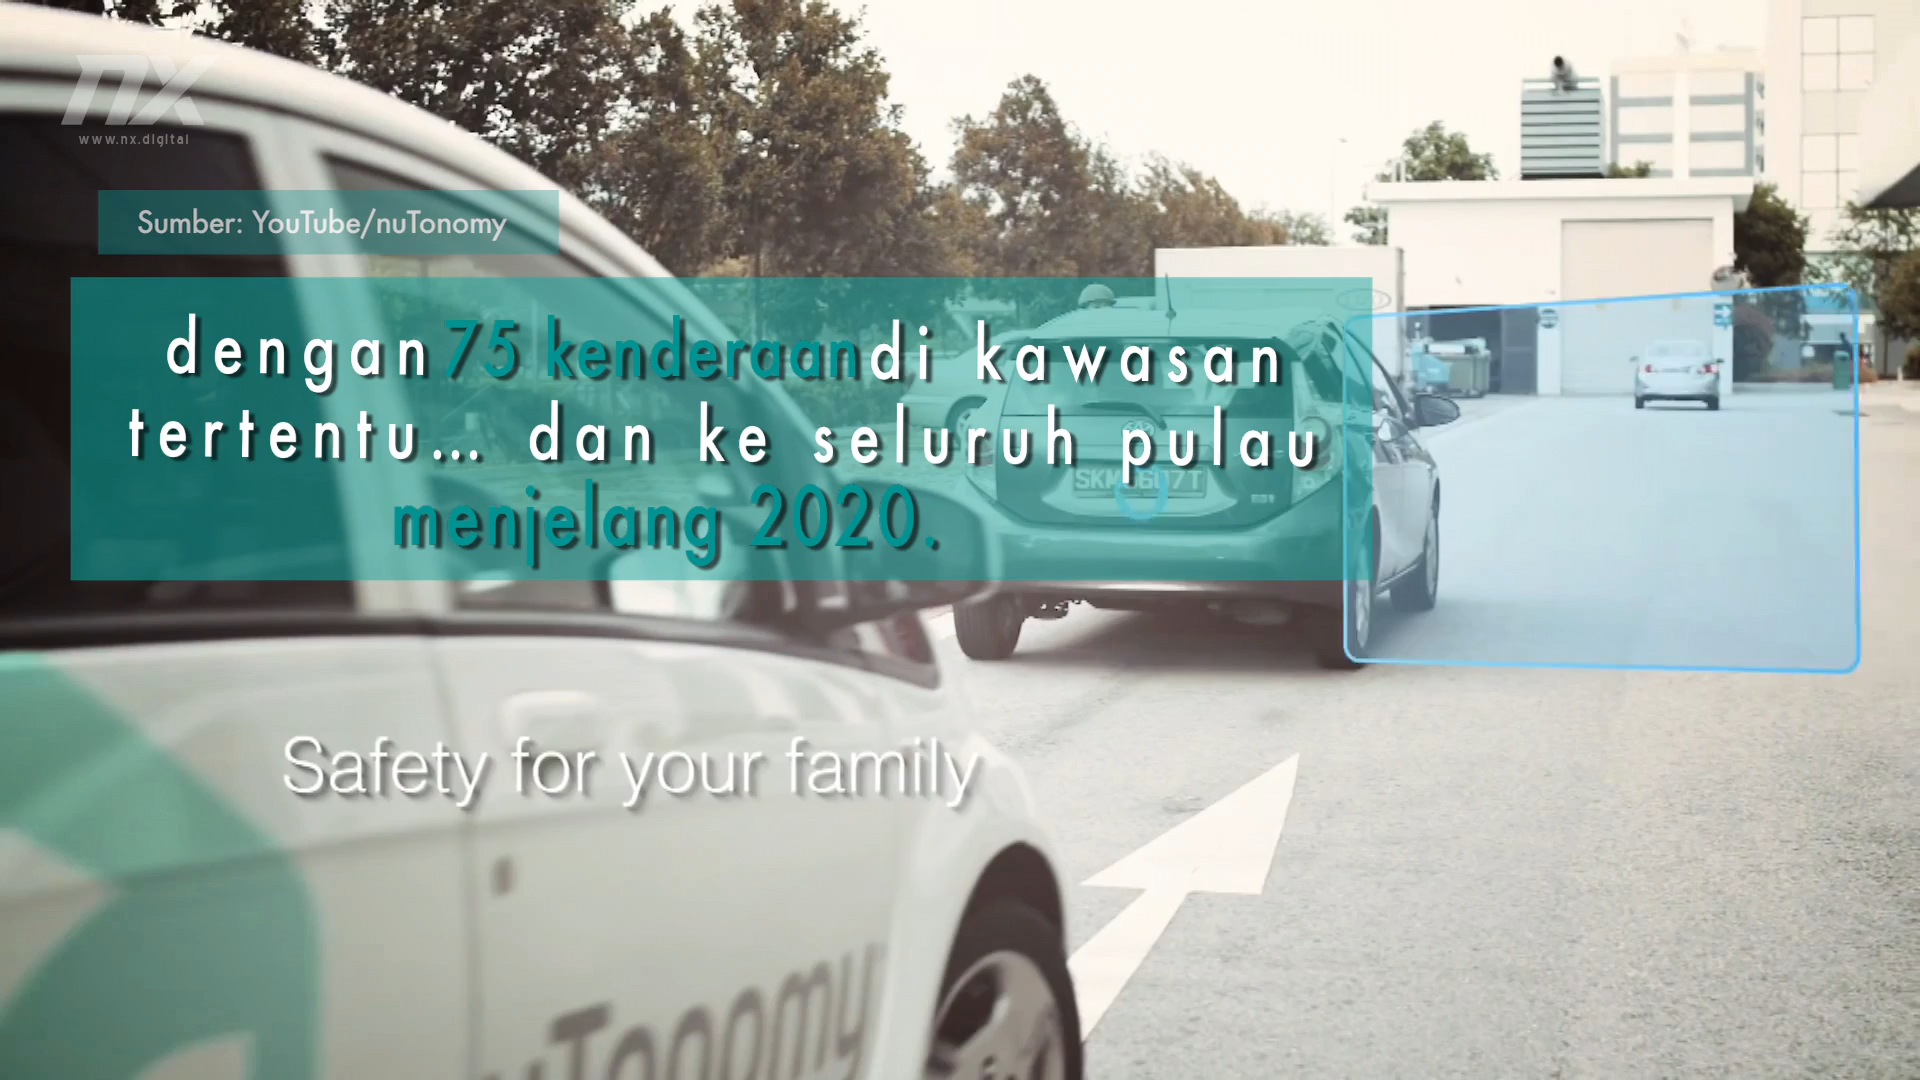 nx
www.nx.digital
Sumber: YouTube/nuTonomy
dengan 75 kenderaan di kawasan
tertentu... dan ke seluruh pulau
menjelang 2020.
Safety for your family
nuTonomy